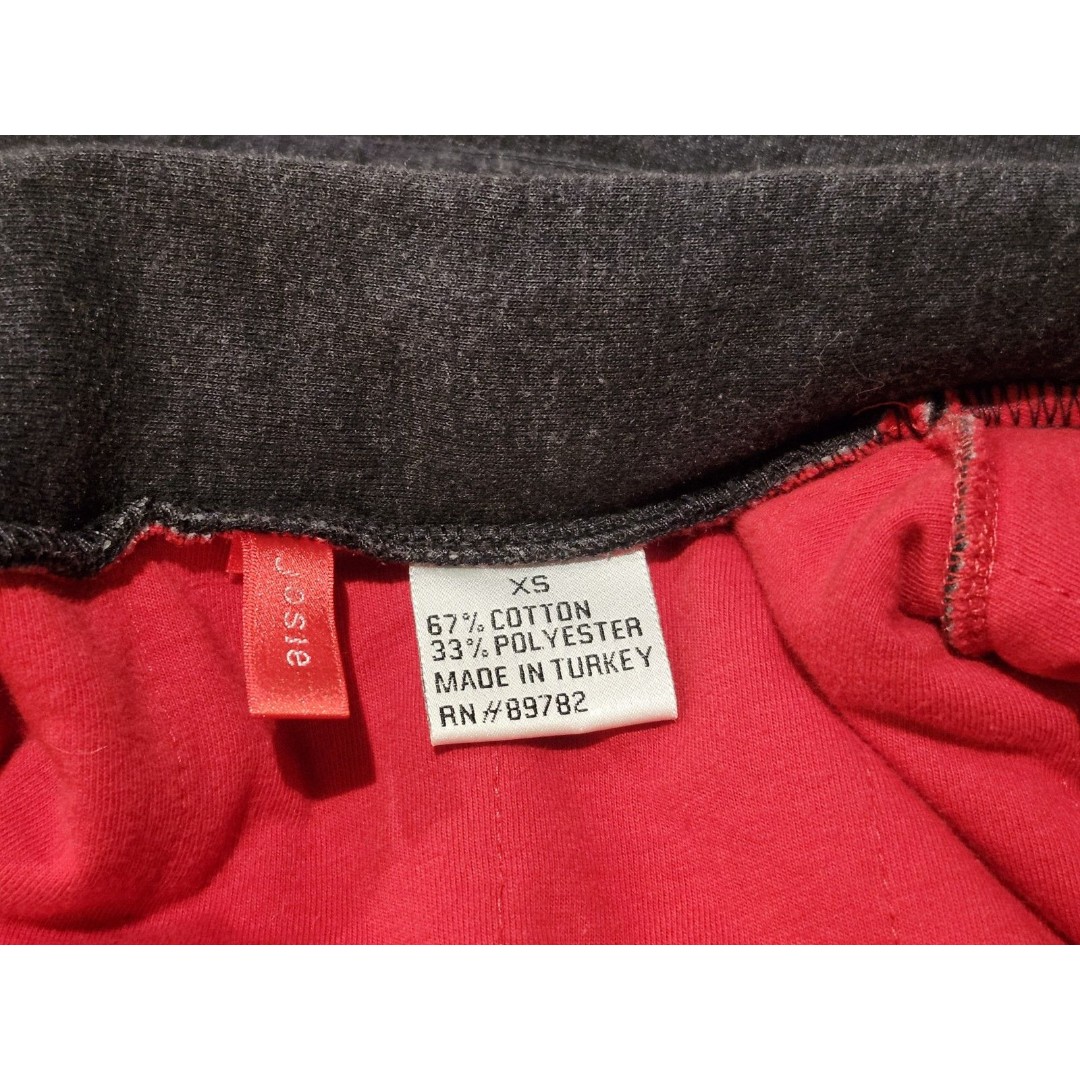 Josie
XS
67% COTTON
33% POLYESTER
MADE IN TURKEY
RN #89782